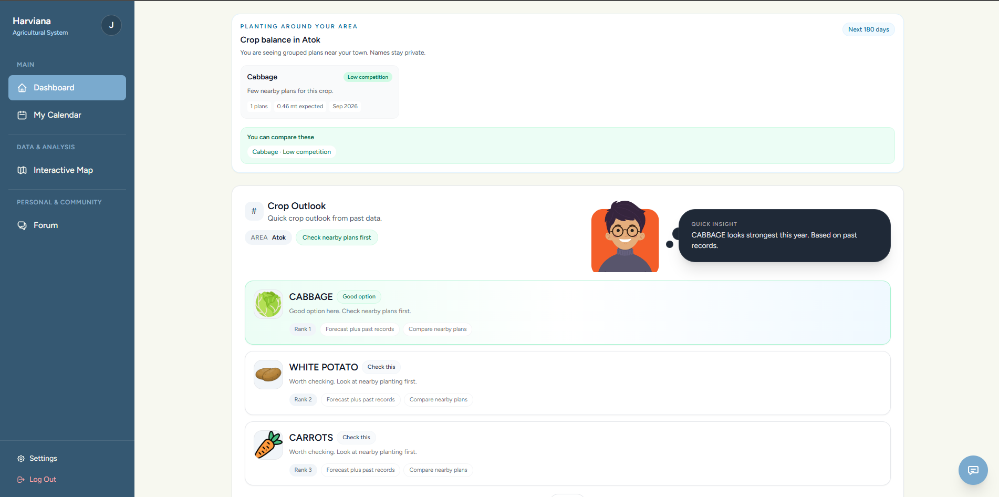 Harviana
Agricultural System
J
MAIN
Dashboard
My Calendar
DATA & ANALYSIS
Interactive Map
PERSONAL & COMMUNITY
Forum
Settings
Log Out
PLANTING AROUND YOUR AREA
Next 180 days
Crop balance in Atok
You are seeing grouped plans near your town. Names stay private.
Cabbage
Low competition
Few nearby plans for this crop.
1 plans 0.46 mt expected Sep 2026
You can compare these
Cabbage · Low competition
#
Crop Outlook
Quick crop outlook from past data.
AREA Atok
Check nearby plans first
QUICK INSIGHT
CABBAGE looks strongest this year. Based on past
records.
CABBAGE
Good option
Good option here. Check nearby plans first.
Rank 1 Forecast plus past records Compare nearby plans
WHITE POTATO
Check this
Worth checking. Look at nearby planting first.
Rank 2 Forecast plus past records Compare nearby plans
CARROTS
Check this
Worth checking. Look at nearby planting first.
Rank 3 Forecast plus past records Compare nearby plans